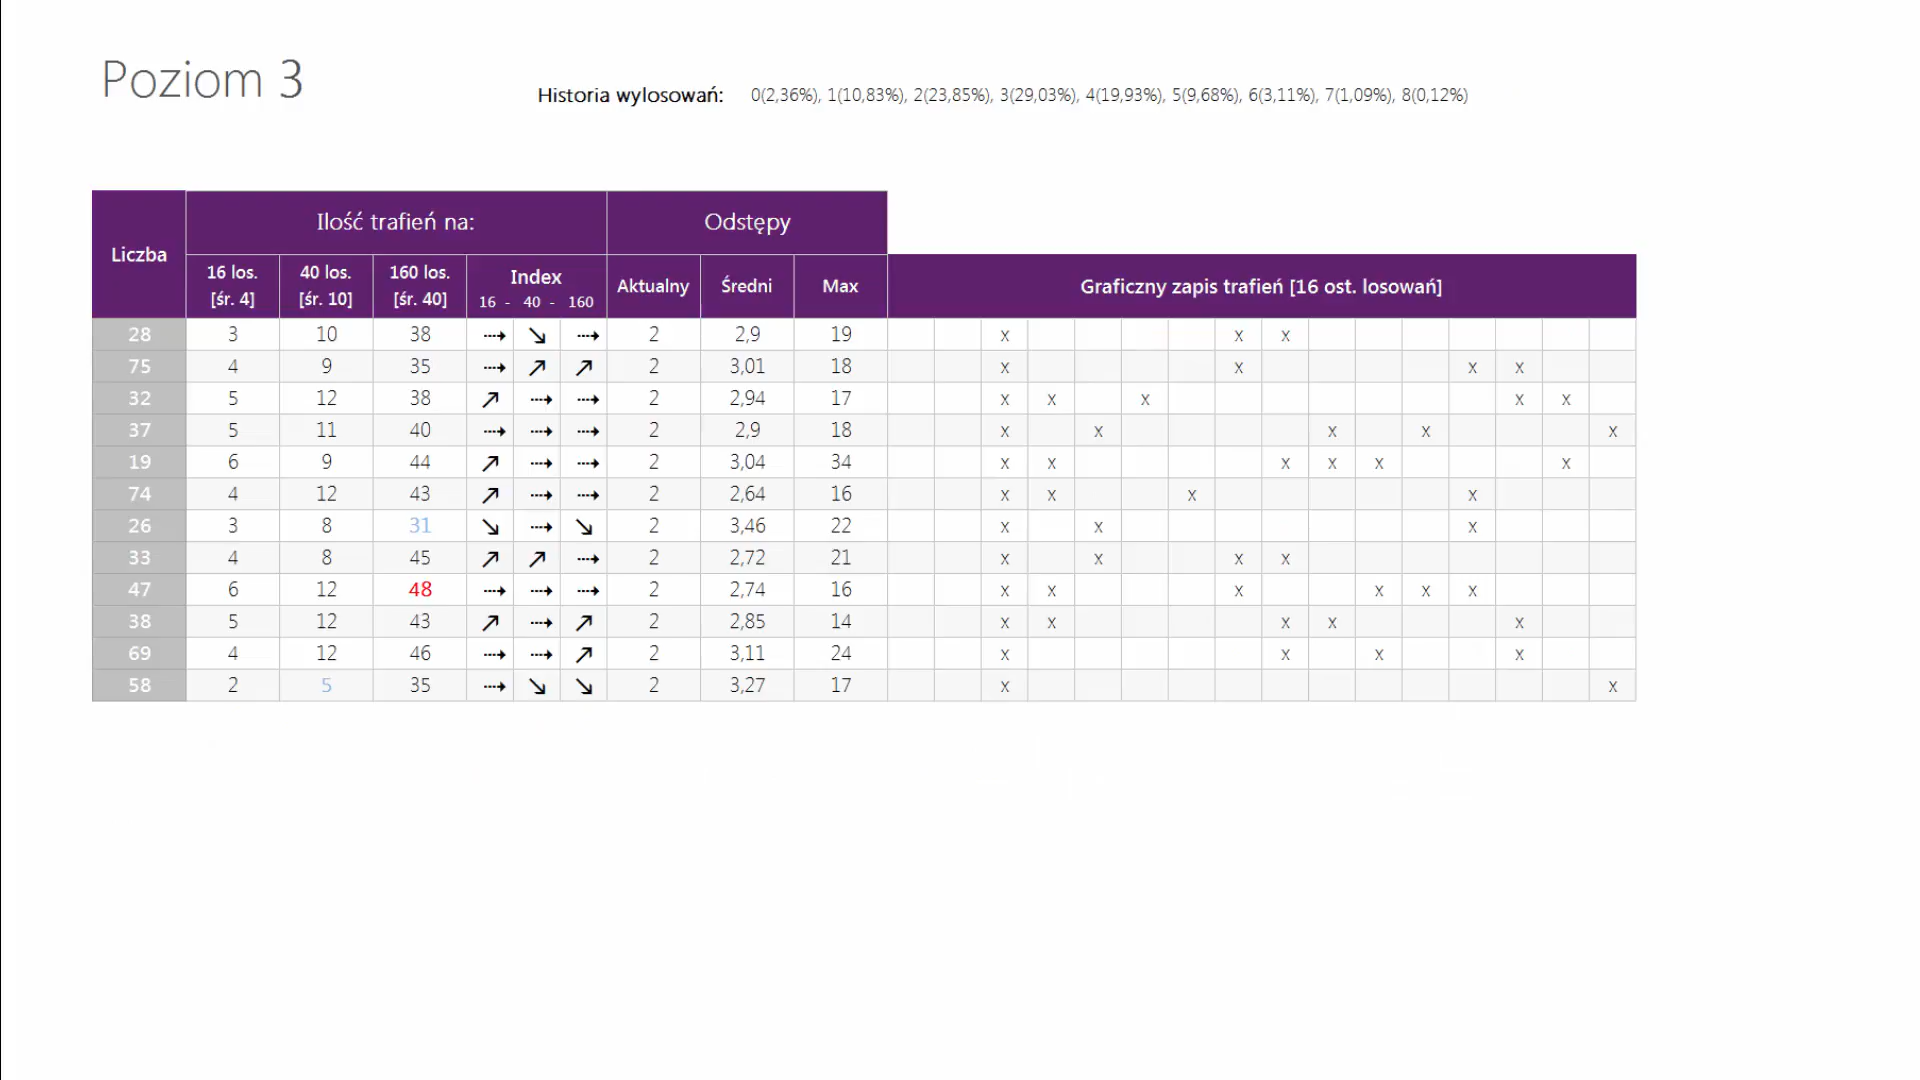 Poziom 3
Historia wylosowań: 0(2,36%), 1(10,83%), 2(23,85%), 3(29,03%), 4(19,93%), 5(9,68%), 6(3,11%), 7(1,09%), 8(0,12%)
Liczba Ilość trafień na: Odstępy
16 los. [śr. 4] 40 los. [śr. 10] 160 los. [śr. 40] Index 16 - 40 - 160 Aktualny Średni Max Graficzny zapis trafień [16 ost. losowań]
28 3 10 38 ⤏ ↘ ⤏ 2 2,9 19 x x x
75 4 9 35 ⤏ ↗ ↗ 2 3,01 18 x x x x
32 5 12 38 ↗ ⤏ ⤏ 2 2,94 17 x x x x x
37 5 11 40 ⤏ ⤏ ⤏ 2 2,9 18 x x x x x
19 6 9 44 ↗ ⤏ ⤏ 2 3,04 34 x x x x x x
74 4 12 43 ↗ ⤏ ⤏ 2 2,64 16 x x x x
26 3 8 31 ↘ ⤏ ↘ 2 3,46 22 x x x
33 4 8 45 ↗ ↗ ⤏ 2 2,72 21 x x x x
47 6 12 48 ⤏ ⤏ ⤏ 2 2,74 16 x x x x x x
38 5 12 43 ↗ ⤏ ↗ 2 2,85 14 x x x x x
69 4 12 46 ⤏ ⤏ ↗ 2 3,11 24 x x x x
58 2 5 35 ⤏ ↘ ↘ 2 3,27 17 x x